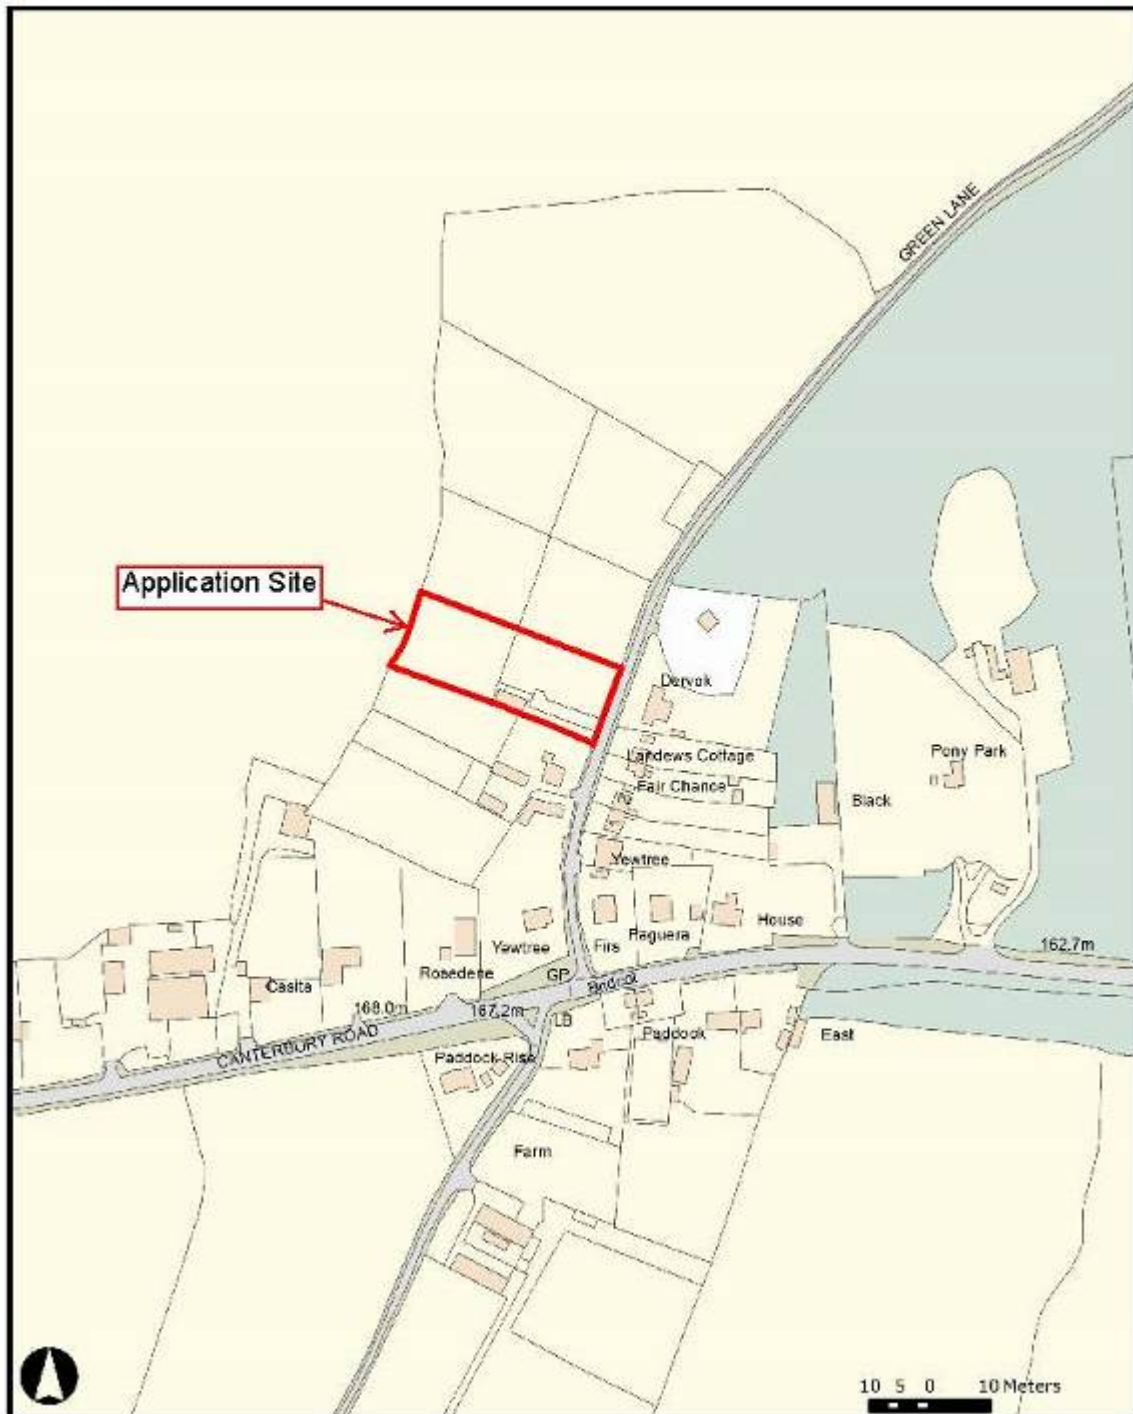 GREEN LANE
Application Site
Dervok
Landews Cottage
Pony Park
Fair Chance
Black
Yewtree
House
Paguera
Yewtree
Firs
162.7m
Rosedene
GP
Casita
168.0m
167.2m
LB
Paddock
East
CANTERBURY ROAD
Paddock Rise
Farm
10 5 0 10 Meters